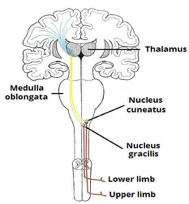 Thalamus
Medulla
oblongata
Nucleus
cuneatus
Nucleus
gracilis
Lower limb
Upper limb